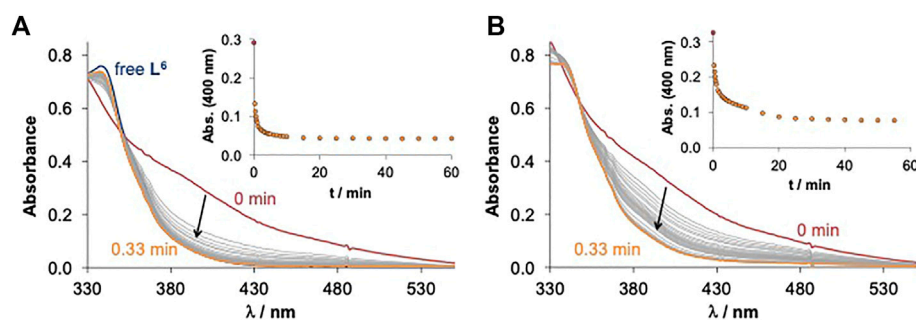 A
free L⁶
0.8
0.6
0.4
0.2
0.0
Absorbance
330
380
430
480
530
λ / nm
0 min
0.33 min
0.3
0.2
0.1
0.0
Abs. (400 nm)
0
20
40
60
t / min
B
0.8
0.6
0.4
0.2
0.0
Absorbance
330
380
430
480
530
λ / nm
0 min
0.33 min
0.3
0.2
0.1
0.0
Abs. (400 nm)
0
20
40
60
t / min